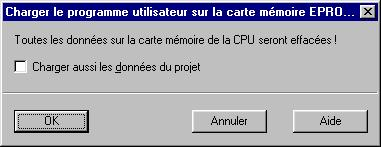 Charger le programme utilisateur sur la carte mémoire EPRO...
Toutes les données sur la carte mémoire de la CPU seront effacées !
Charger aussi les données du projet
OK
Annuler
Aide